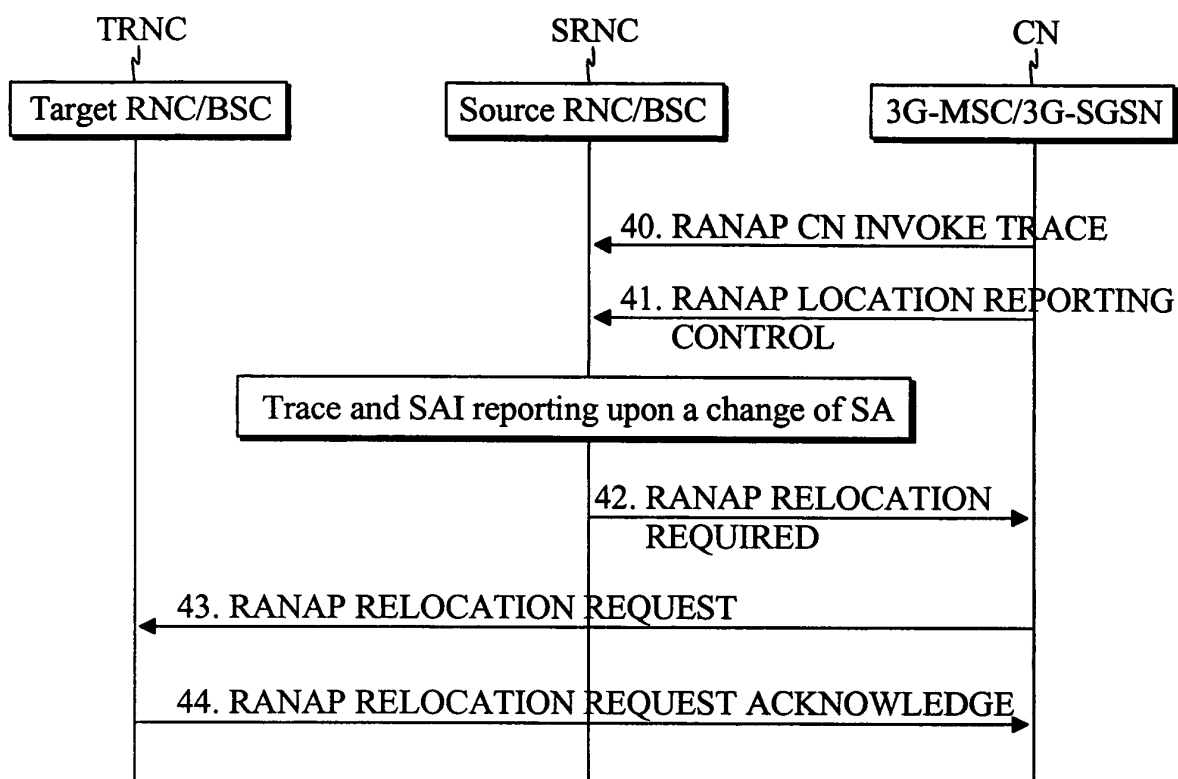 TRNC
SRNC
CN
Target RNC/BSC
Source RNC/BSC
3G-MSC/3G-SGSN
40. RANAP CN INVOKE TRACE
41. RANAP LOCATION REPORTING
CONTROL
Trace and SAI reporting upon a change of SA
42. RANAP RELOCATION
REQUIRED
43. RANAP RELOCATION REQUEST
44. RANAP RELOCATION REQUEST ACKNOWLEDGE